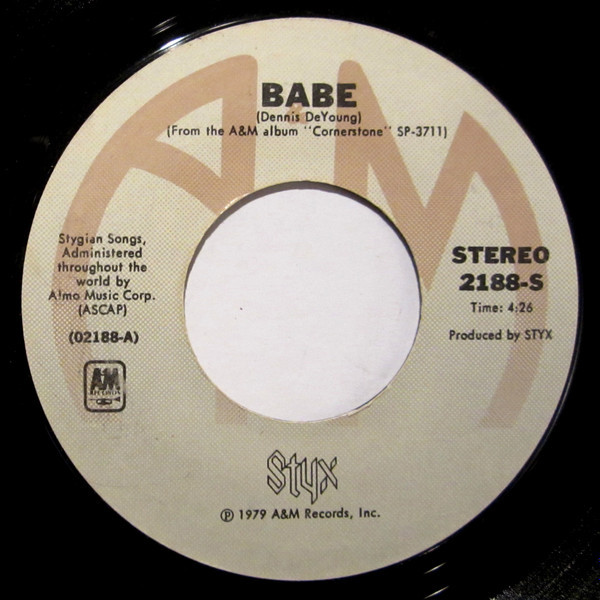 BABE
(Dennis DeYoung)
(From the A&M album "Cornerstone" SP-3711)
Stygian Songs,
Administered
throughout the
world by
Almo Music Corp.
(ASCAP)
(02188-A)
A&M
RECORDS
STEREO
2188-S
Time: 4:26
Produced by STYX
Styx
℗ 1979 A&M Records, Inc.